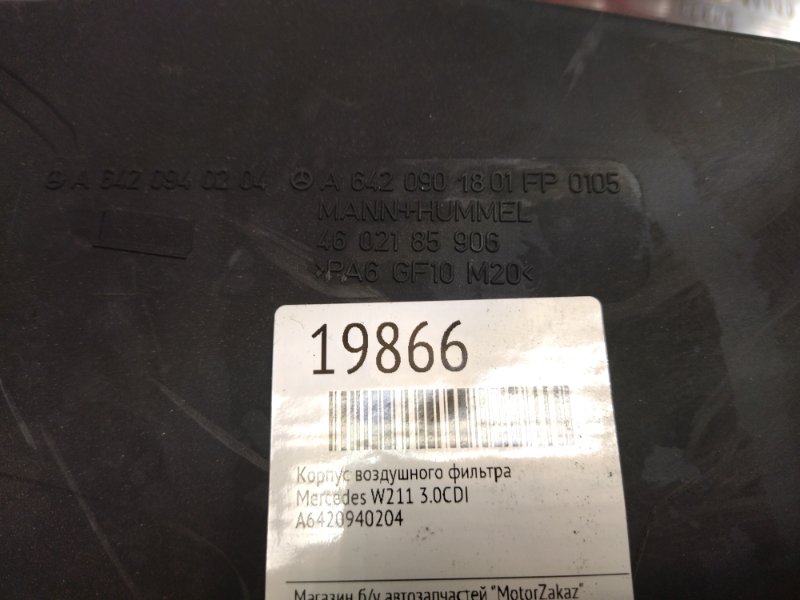 A 642 094 02 04 A 642 090 18 01 FP 0105
MANN+HUMMEL
46 021 85 906
>PA6 GF10 M20<
19866
Корпус воздушного фильтра
Mercedes W211 3.0CDI
A6420940204
Магазин б/у автозапчастей "MotorZakaz"